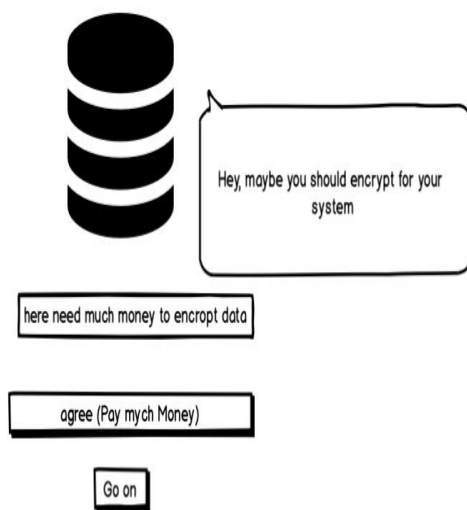 Hey, maybe you should encrypt for your
system
here need much money to encropt data
agree (Pay mych Money)
Go on